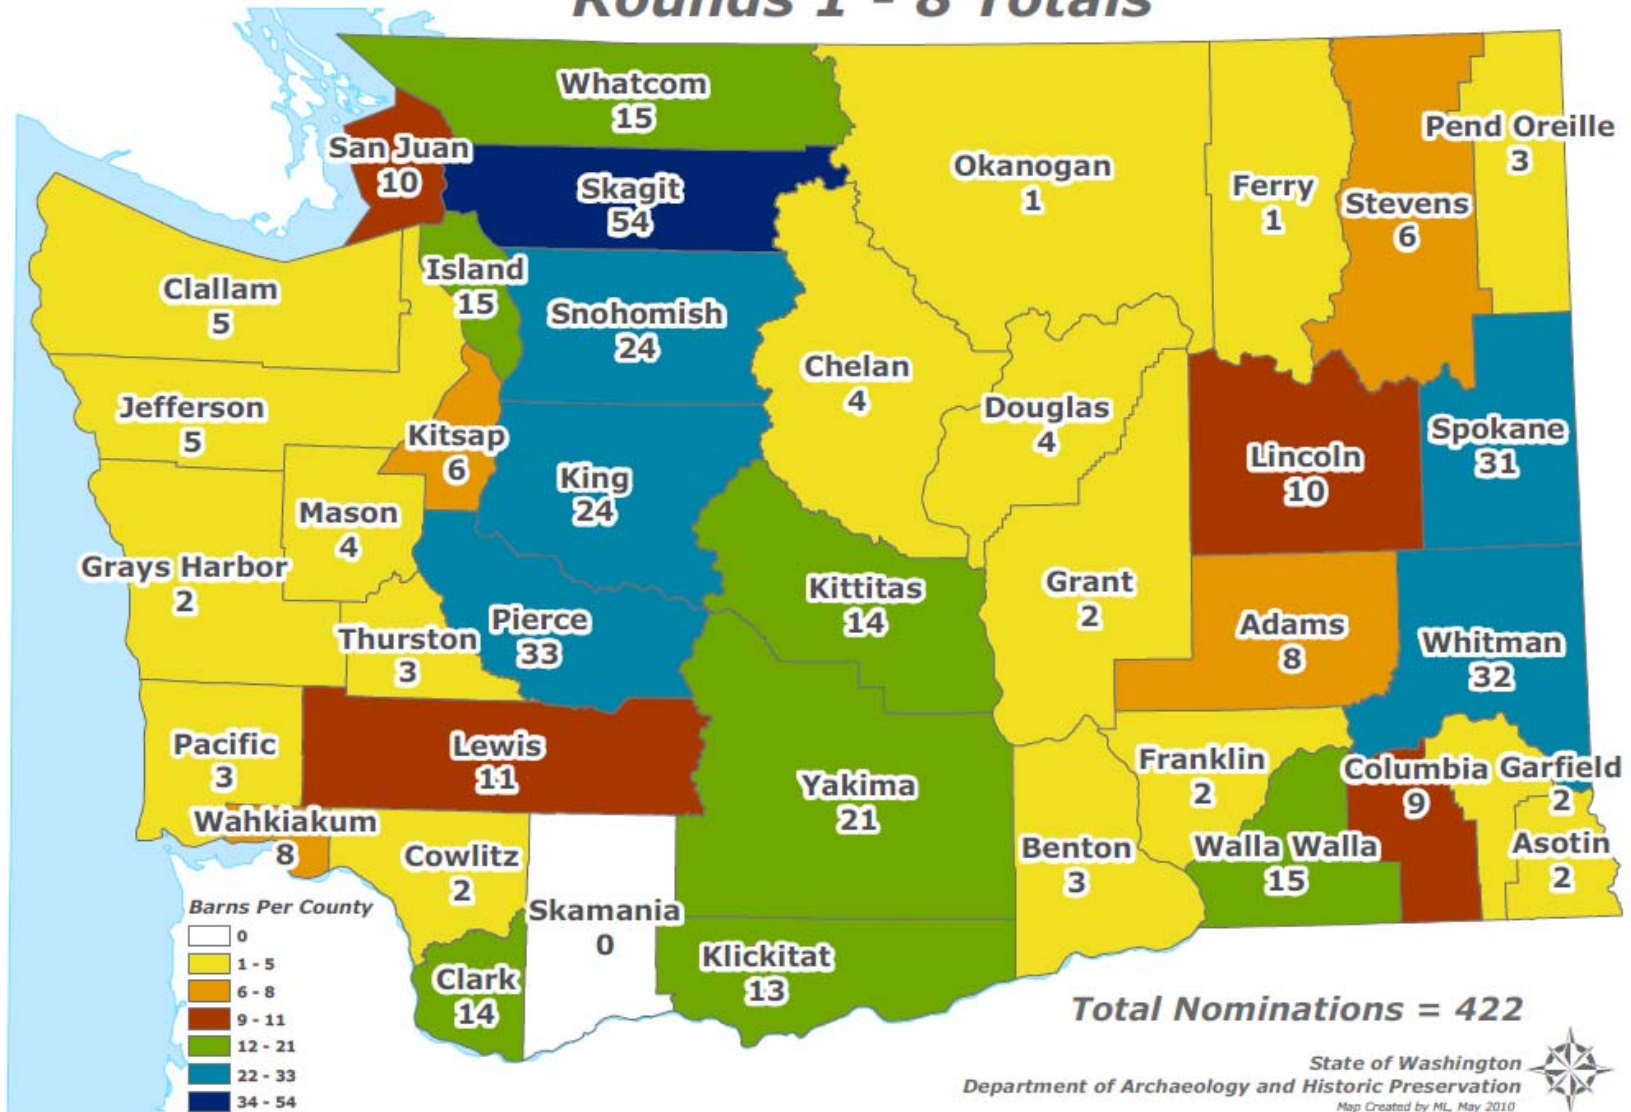 Rounds 1 - 8 Totals
Whatcom
15
San Juan
10
Skagit
54
Okanogan
1
Ferry
1
Stevens
6
Pend Oreille
3
Clallam
5
Island
15
Snohomish
24
Chelan
4
Douglas
4
Jefferson
5
Kitsap
6
King
24
Lincoln
10
Spokane
31
Mason
4
Grays Harbor
2
Kittitas
14
Grant
2
Adams
8
Whitman
32
Thurston
3
Pierce
33
Pacific
3
Lewis
11
Yakima
21
Franklin
2
Columbia
9
Garfield
2
Wahkiakum
8
Cowlitz
2
Benton
3
Walla Walla
15
Asotin
2
Skamania
0
Clark
14
Klickitat
13
Barns Per County
0
1 - 5
6 - 8
9 - 11
12 - 21
22 - 33
34 - 54
Total Nominations = 422
State of Washington
Department of Archaeology and Historic Preservation
Map Created by ML, May 2010